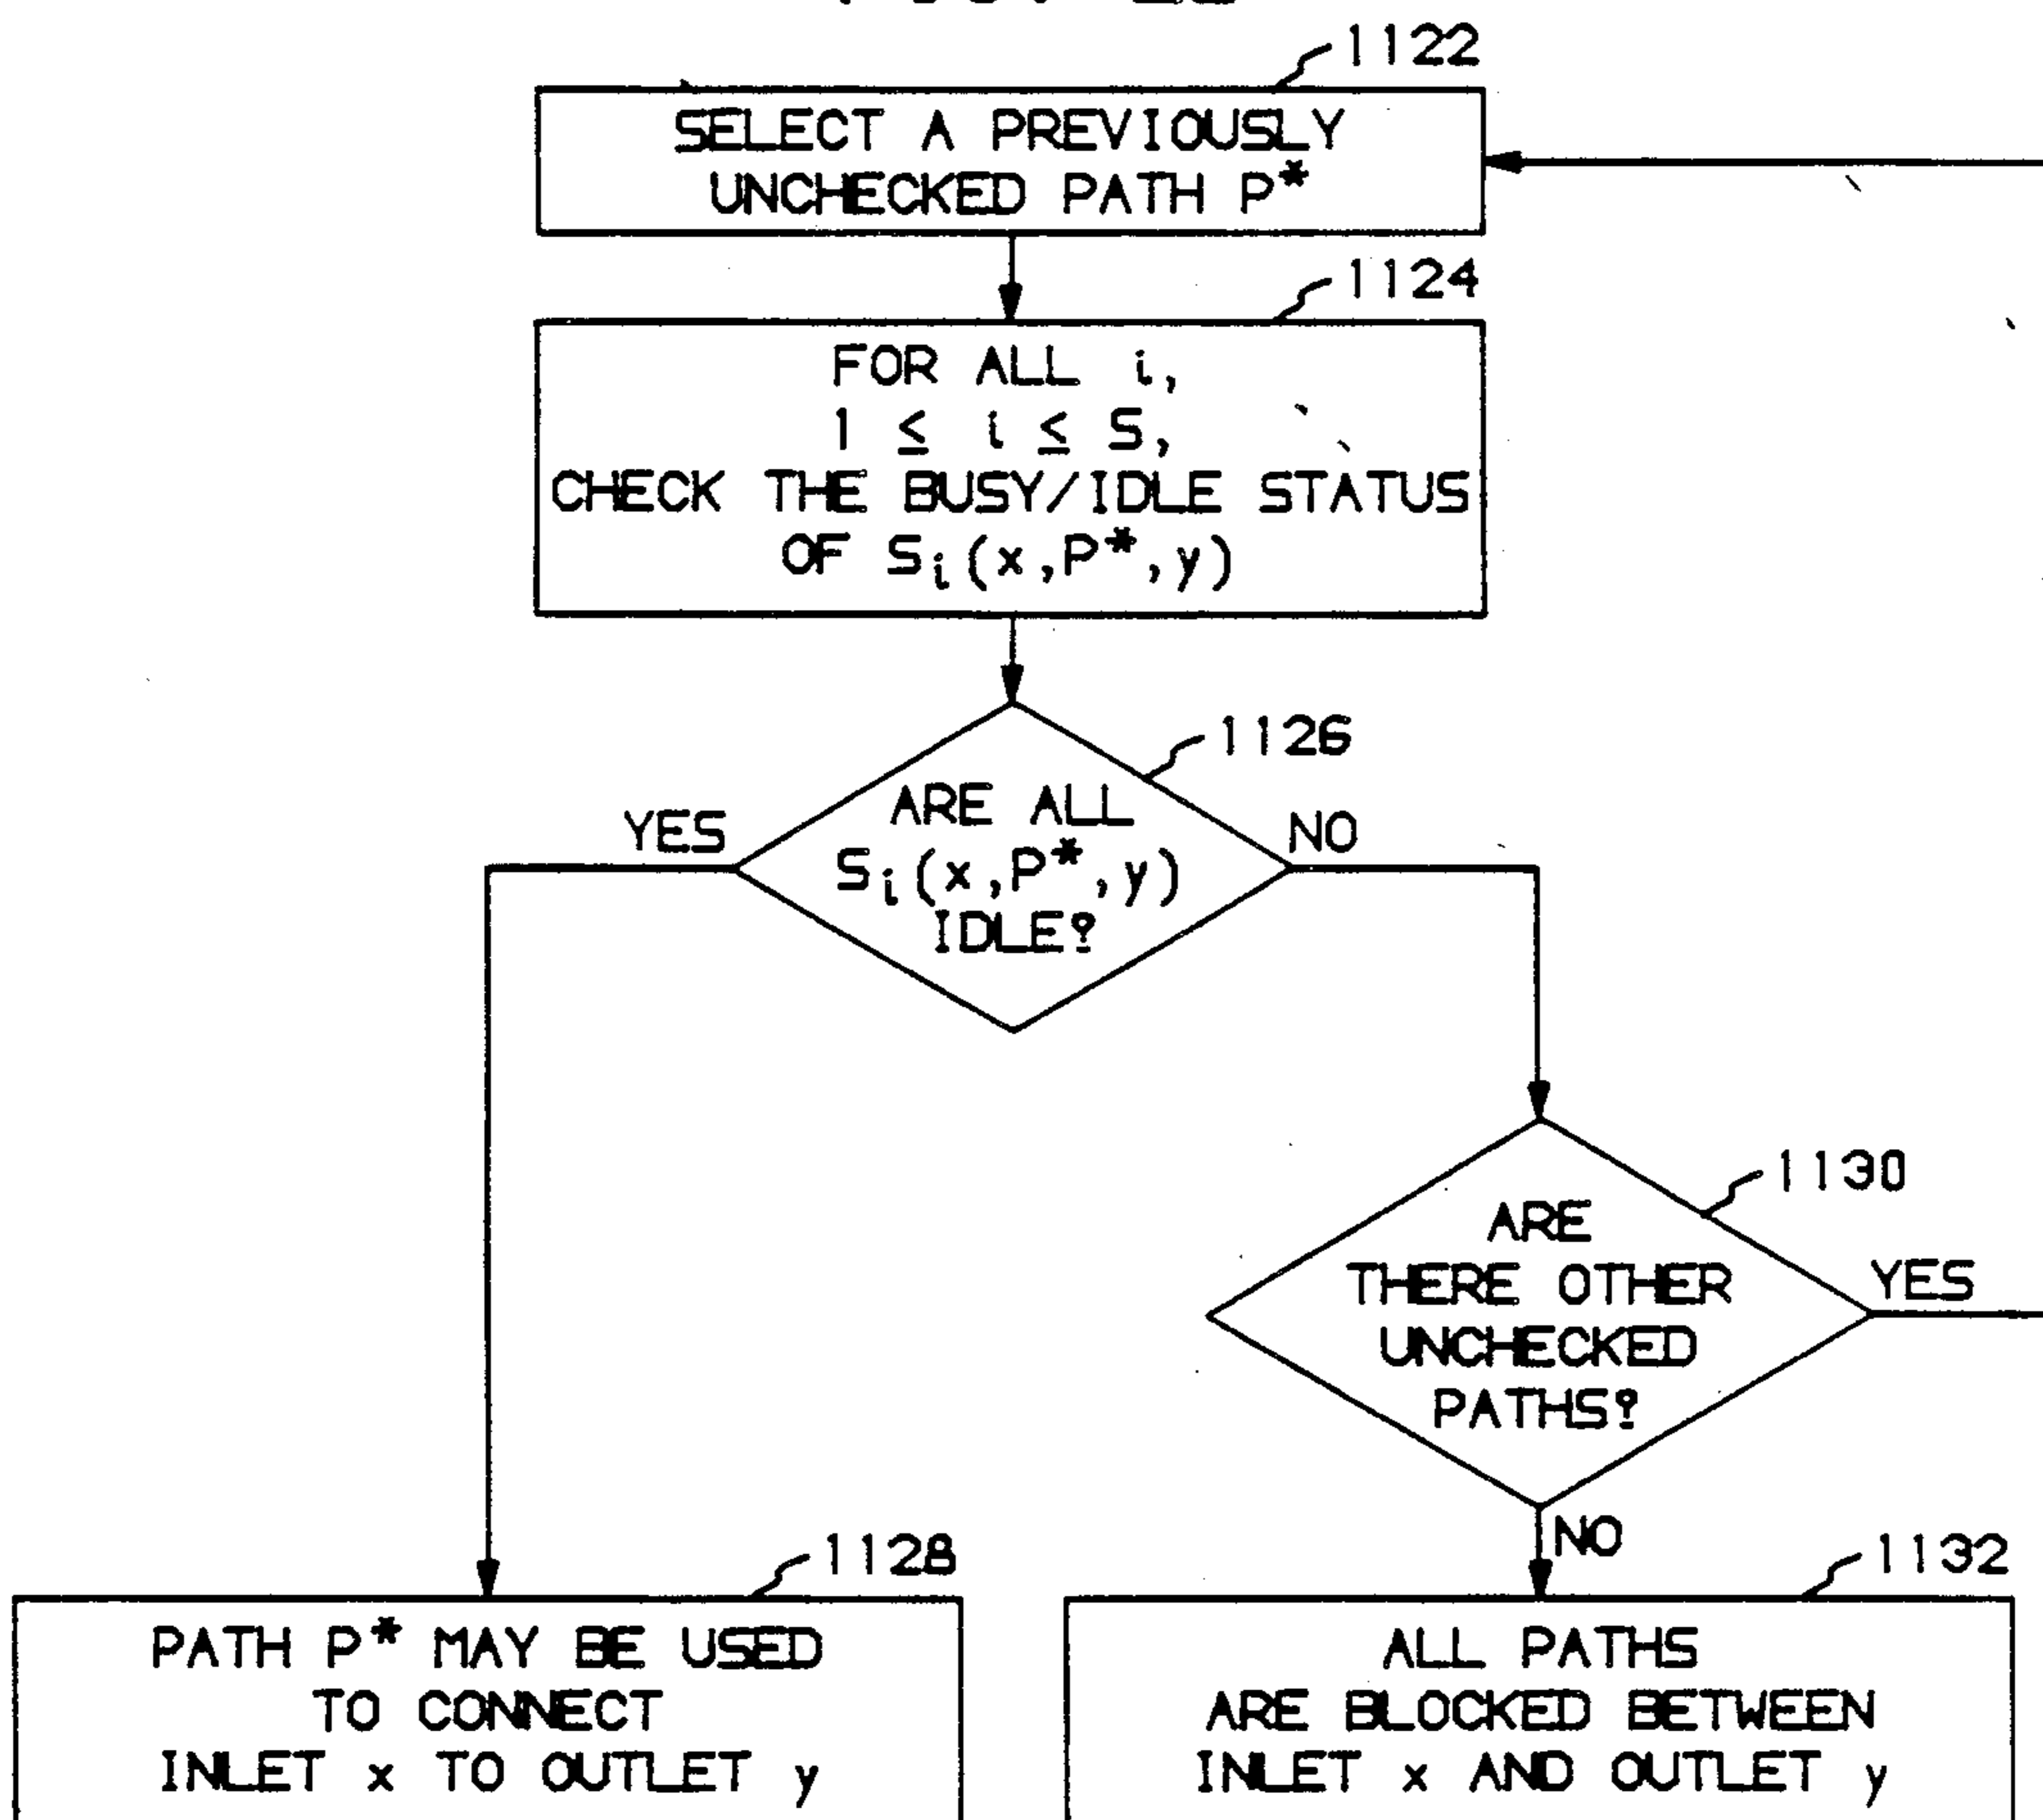 1122
SELECT A PREVIOUSLY
UNCHECKED PATH P*
1124
FOR ALL i,
1 ≤ i ≤ S,
CHECK THE BUSY/IDLE STATUS
OF Si(x,P*,y)
1126
ARE ALL
Si(x,P*,y)
IDLE?
YES
NO
1130
ARE
THERE OTHER
UNCHECKED
PATHS?
YES
NO
1128
PATH P* MAY BE USED
TO CONNECT
INLET x TO OUTLET y
1132
ALL PATHS
ARE BLOCKED BETWEEN
INLET x AND OUTLET y